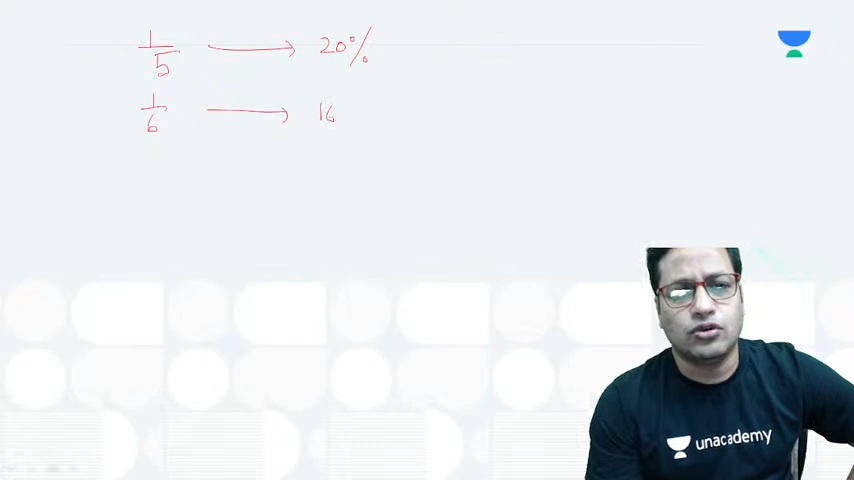 1/5 → 20%
1/6 → 16
unacademy